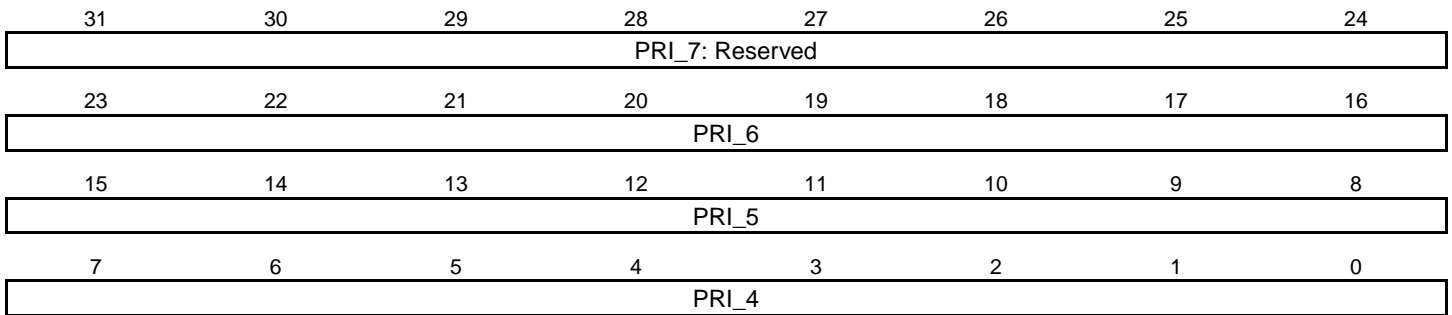 31 30 29 28 27 26 25 24
PRI_7: Reserved
23 22 21 20 19 18 17 16
PRI_6
15 14 13 12 11 10 9 8
PRI_5
7 6 5 4 3 2 1 0
PRI_4